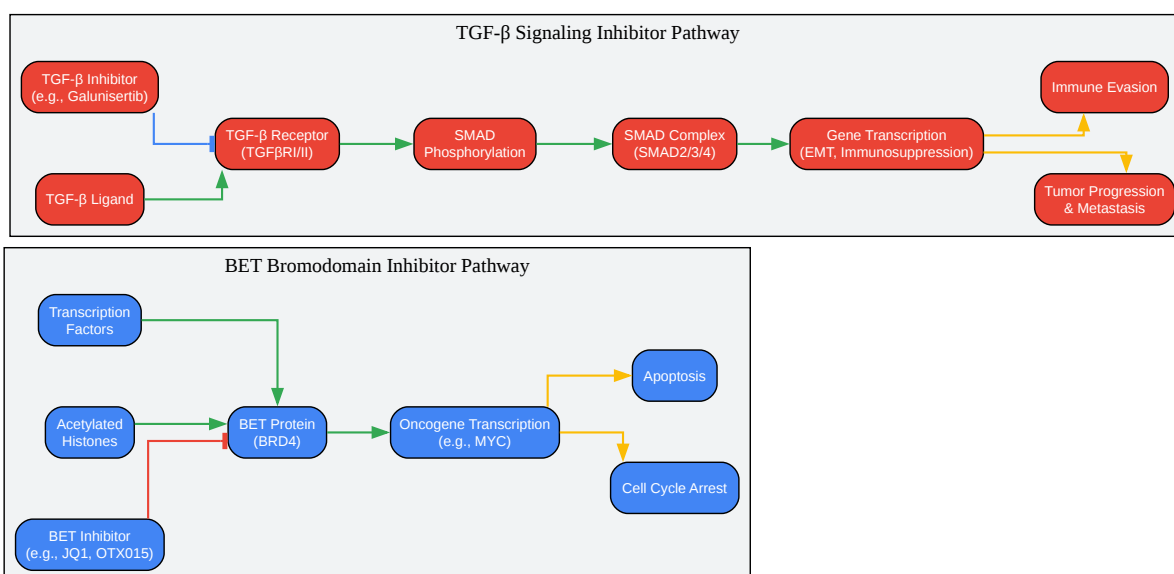 TGF-β Signaling Inhibitor Pathway
TGF-β Inhibitor
(e.g., Galunisertib)
Immune Evasion
TGF-β Receptor
(TGFβRI/II)
SMAD
Phosphorylation
SMAD Complex
(SMAD2/3/4)
Gene Transcription
(EMT, Immunosuppression)
TGF-β Ligand
Tumor Progression
& Metastasis
BET Bromodomain Inhibitor Pathway
Transcription
Factors
Apoptosis
Acetylated
Histones
BET Protein
(BRD4)
Oncogene Transcription
(e.g., MYC)
Cell Cycle Arrest
BET Inhibitor
(e.g., JQ1, OTX015)